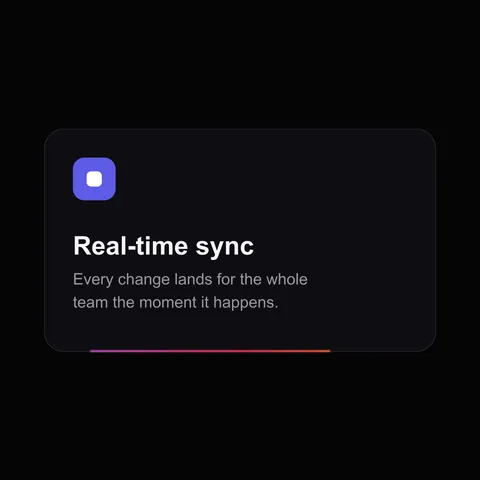 Real-time sync
Every change lands for the whole
team the moment it happens.